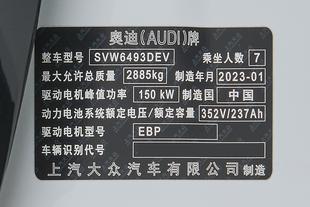 奥迪(AUDI)牌
整车型号 SVW6493DEV 乘坐人数 7
最大允许总质量 2885kg 制造年月 2023-01
驱动电机峰值功率 150 kW 制造国 中国
动力电池系统额定电压/额定容量 352V/237Ah
驱动电机型号 EBP
车辆识别代号
上汽大众汽车有限公司 制造